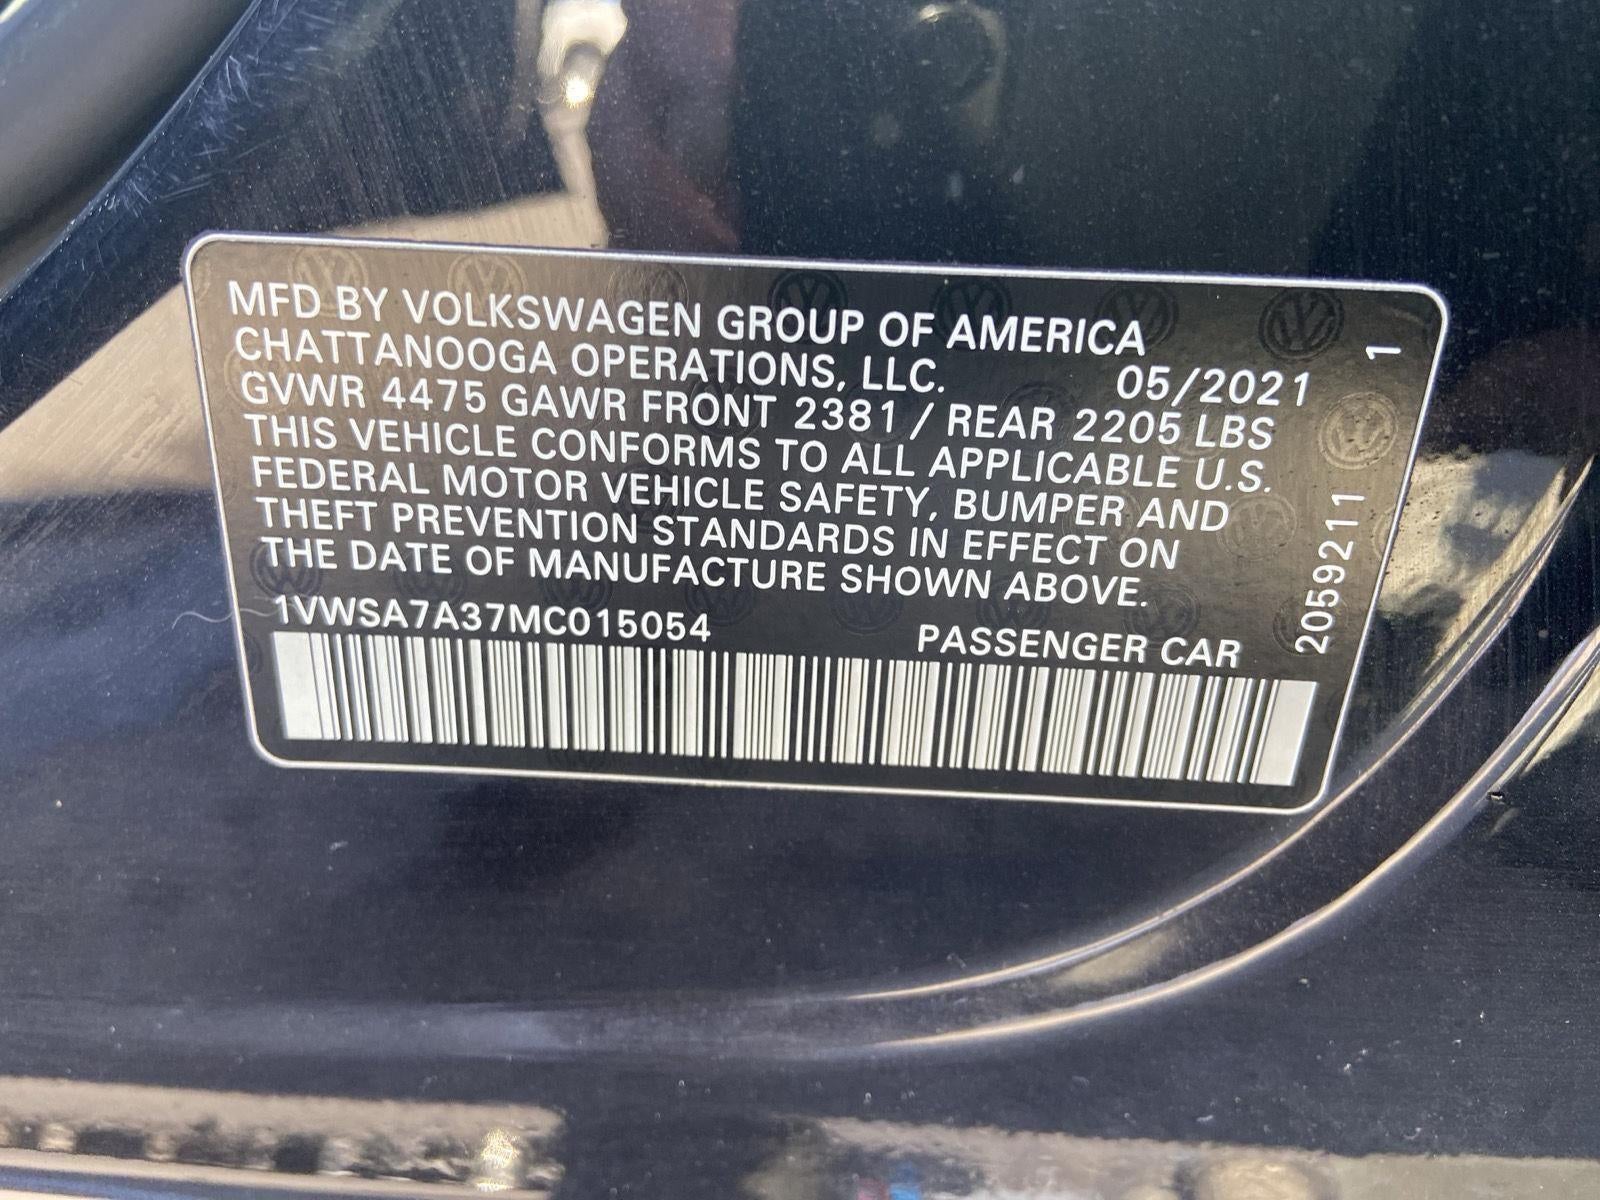 MFD BY VOLKSWAGEN GROUP OF AMERICA
CHATTANOOGA OPERATIONS, LLC. 05/2021
GVWR 4475 GAWR FRONT 2381 / REAR 2205 LBS
THIS VEHICLE CONFORMS TO ALL APPLICABLE U.S.
FEDERAL MOTOR VEHICLE SAFETY, BUMPER AND
THEFT PREVENTION STANDARDS IN EFFECT ON
THE DATE OF MANUFACTURE SHOWN ABOVE.
1VWSA7A37MC015054 PASSENGER CAR
2059211 1